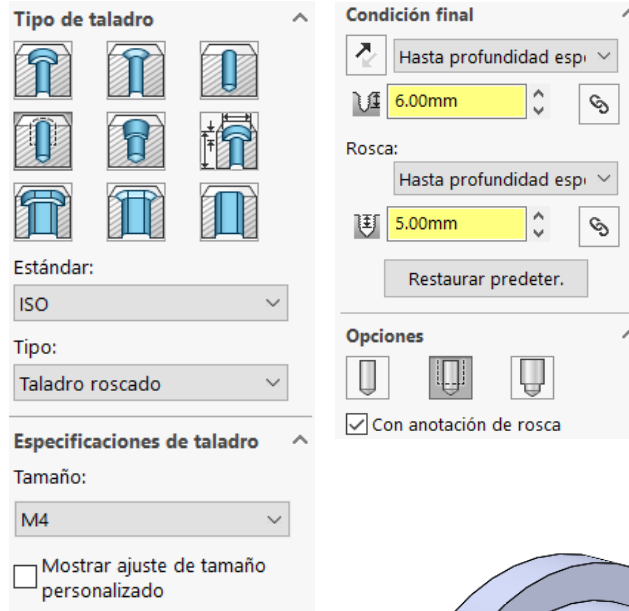 Tipo de taladro
Estándar:
ISO
Tipo:
Taladro roscado
Especificaciones de taladro
Tamaño:
M4
Mostrar ajuste de tamaño
personalizado
Condición final
Hasta profundidad esp
6.00mm
Rosca:
Hasta profundidad esp
5.00mm
Restaurar predeter.
Opciones
Con anotación de rosca